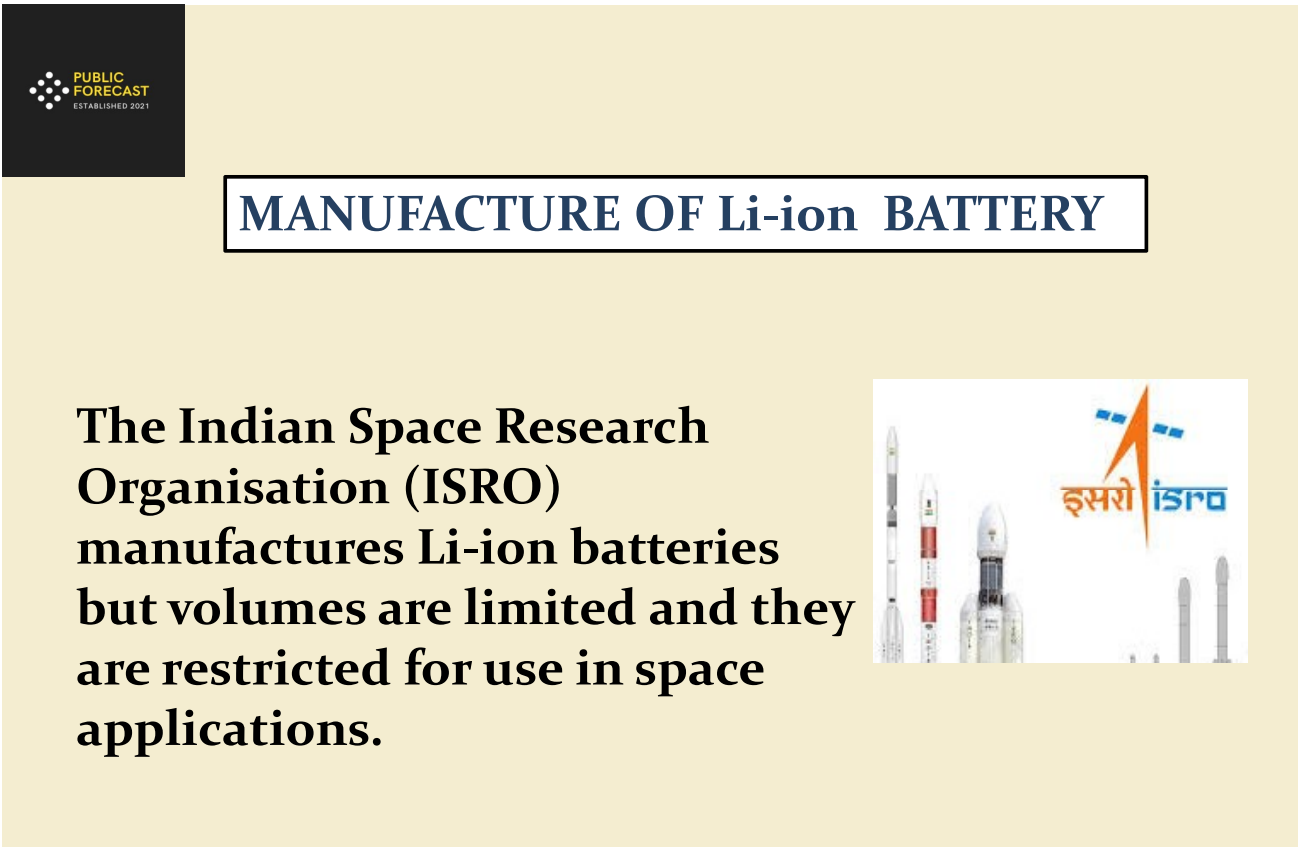 PUBLIC
FORECAST
ESTABLISHED 2021
MANUFACTURE OF Li-ion BATTERY
The Indian Space Research
Organisation (ISRO)
manufactures Li-ion batteries
but volumes are limited and they
are restricted for use in space
applications.
इसरो isro